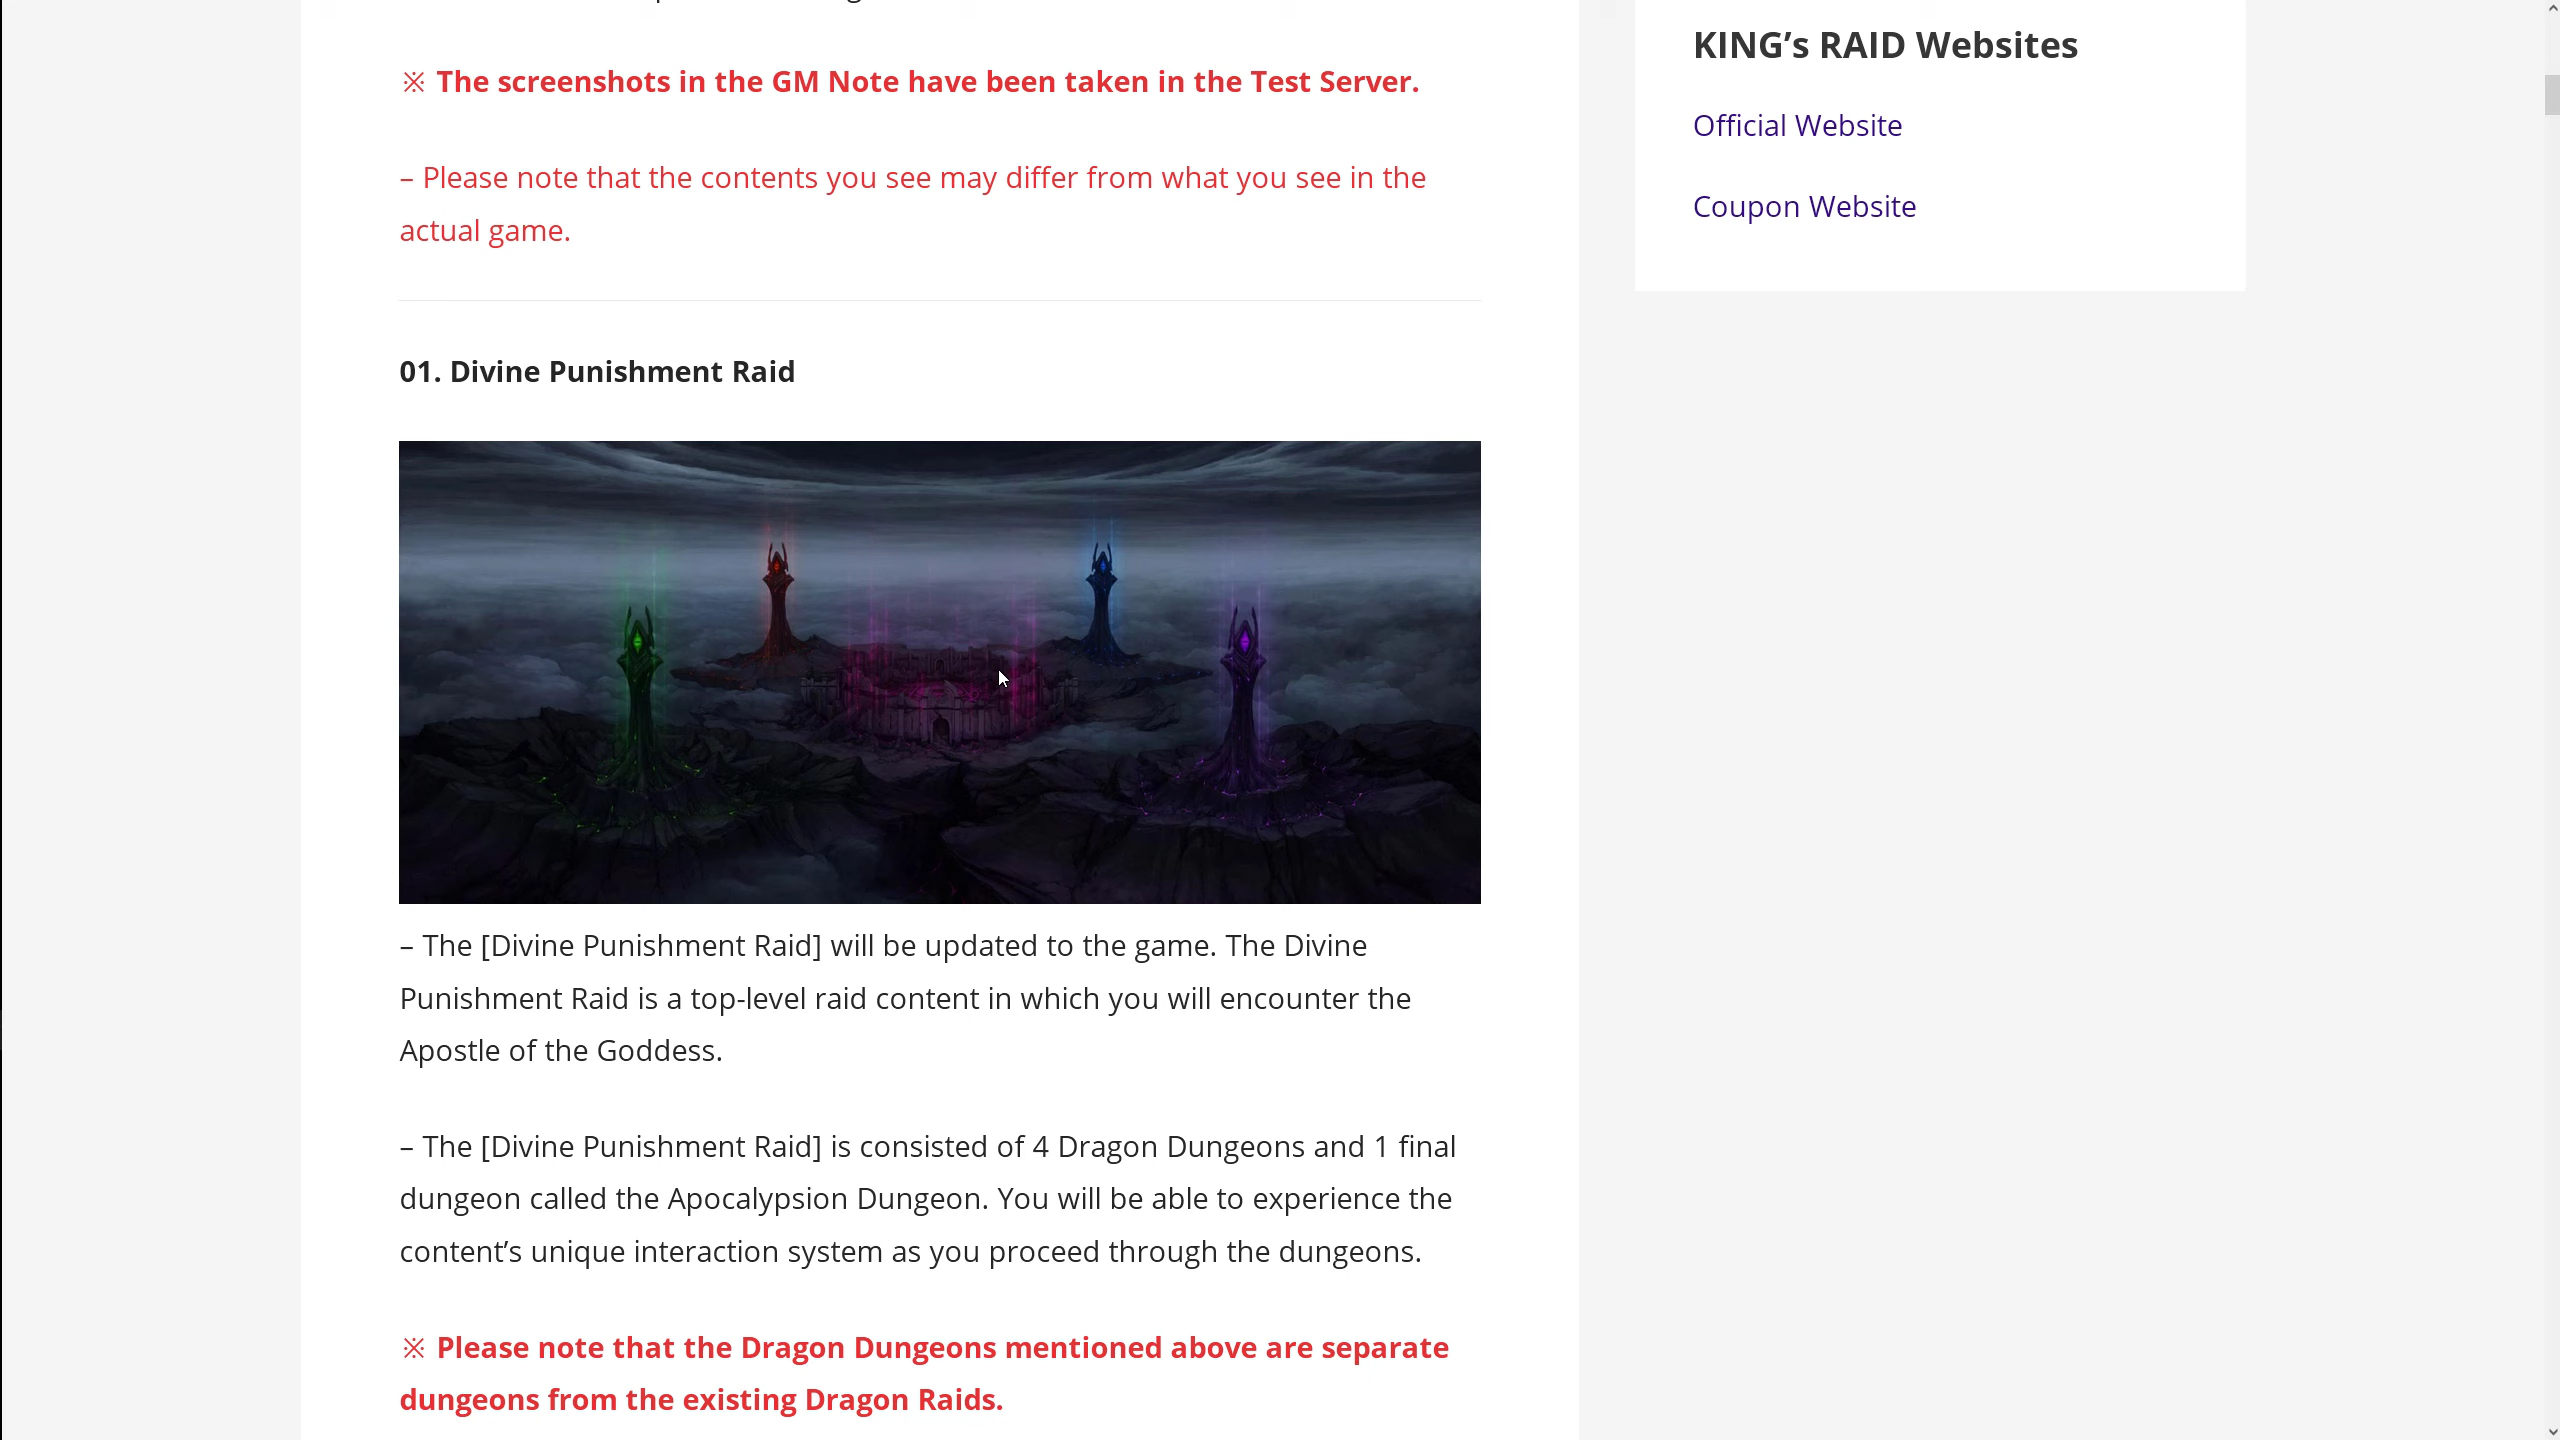 ※ The screenshots in the GM Note have been taken in the Test Server.
– Please note that the contents you see may differ from what you see in the
actual game.
01. Divine Punishment Raid
– The [Divine Punishment Raid] will be updated to the game. The Divine
Punishment Raid is a top-level raid content in which you will encounter the
Apostle of the Goddess.
– The [Divine Punishment Raid] is consisted of 4 Dragon Dungeons and 1 final
dungeon called the Apocalypsion Dungeon. You will be able to experience the
content’s unique interaction system as you proceed through the dungeons.
※ Please note that the Dragon Dungeons mentioned above are separate
dungeons from the existing Dragon Raids.
KING’s RAID Websites
Official Website
Coupon Website